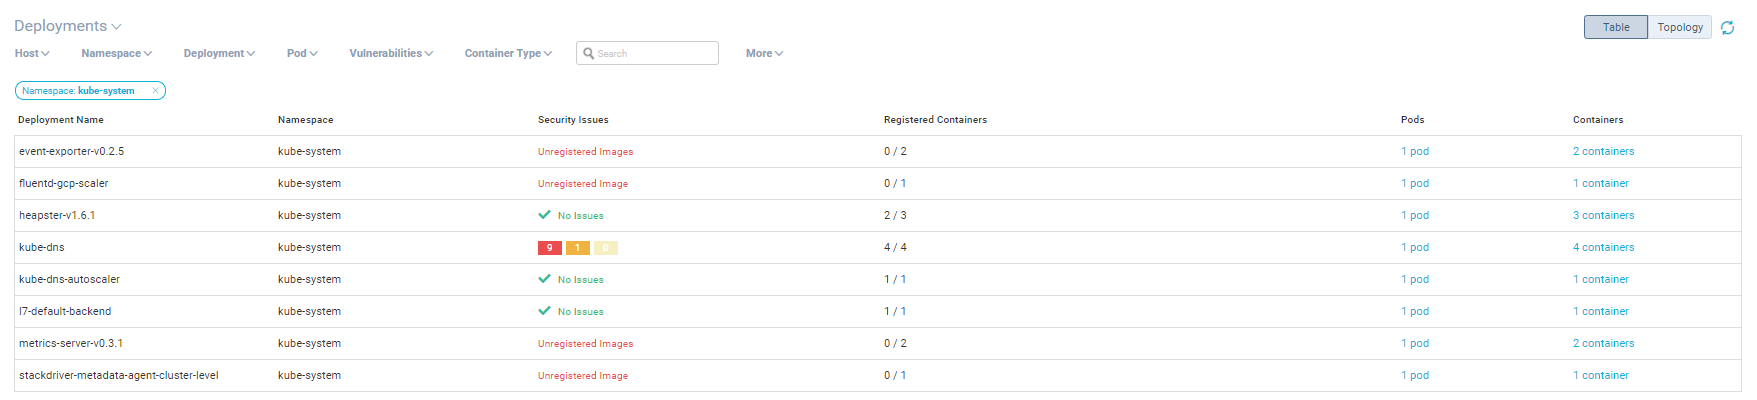 Deployments
Table Topology
Host Namespace Deployment Pod Vulnerabilities Container Type Search More
Namespace: kube-system
Deployment Name Namespace Security Issues Registered Containers Pods Containers
event-exporter-v0.2.5 kube-system Unregistered Images 0 / 2 1 pod 2 containers
fluentd-gcp-scaler kube-system Unregistered Image 0 / 1 1 pod 1 container
heapster-v1.6.1 kube-system No Issues 2 / 3 1 pod 3 containers
kube-dns kube-system 9 1 0 4 / 4 1 pod 4 containers
kube-dns-autoscaler kube-system No Issues 1 / 1 1 pod 1 container
l7-default-backend kube-system No Issues 1 / 1 1 pod 1 container
metrics-server-v0.3.1 kube-system Unregistered Images 0 / 2 1 pod 2 containers
stackdriver-metadata-agent-cluster-level kube-system Unregistered Image 0 / 1 1 pod 1 container